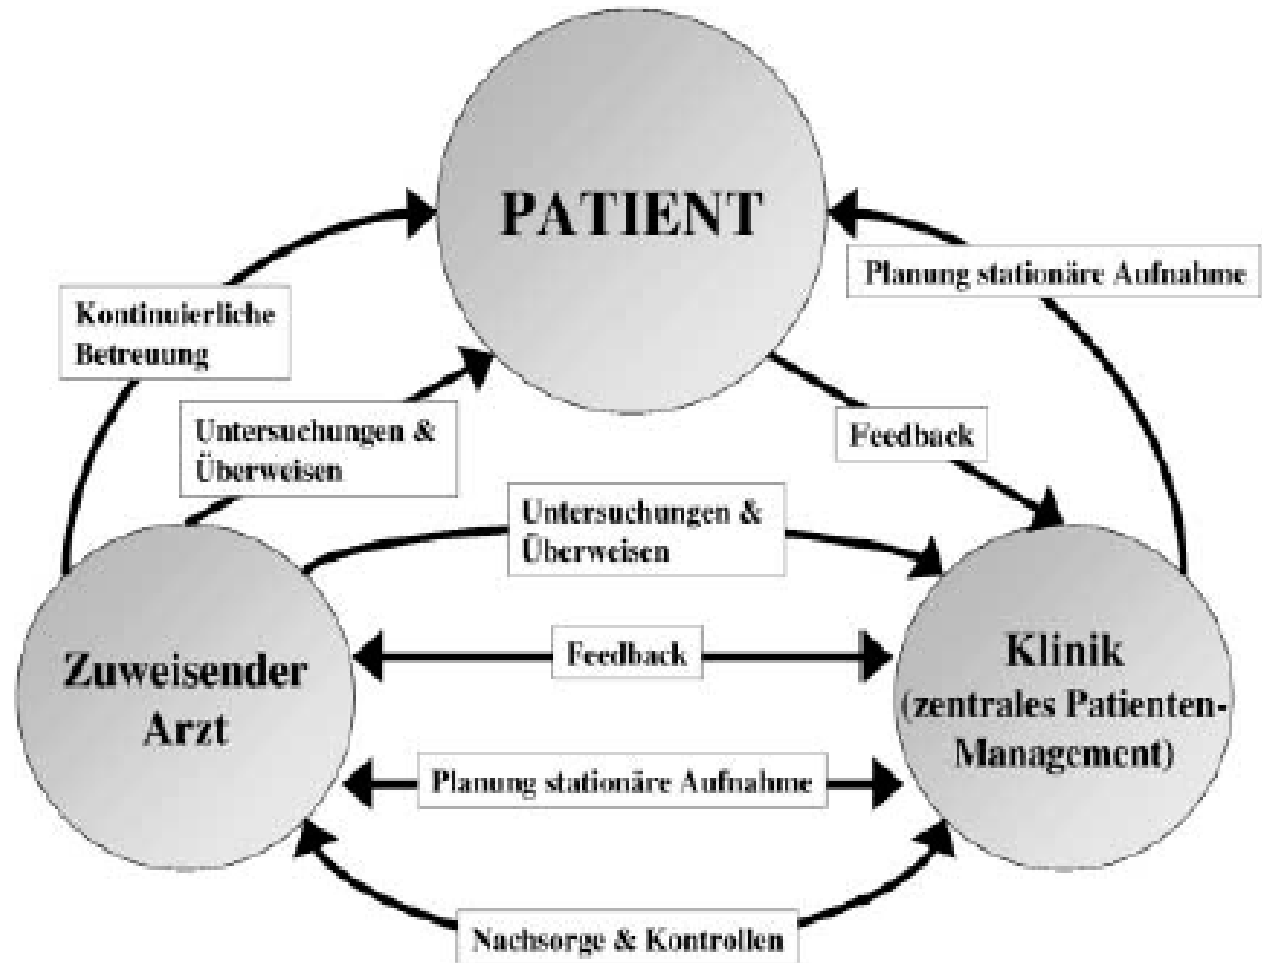 PATIENT
Planung stationäre Aufnahme
Kontinuierliche
Betreuung
Untersuchungen &
Überweisen
Feedback
Untersuchungen &
Überweisen
Zuweisender
Arzt
Feedback
Klinik
(zentrales Patienten-
Management)
Planung stationäre Aufnahme
Nachsorge & Kontrollen